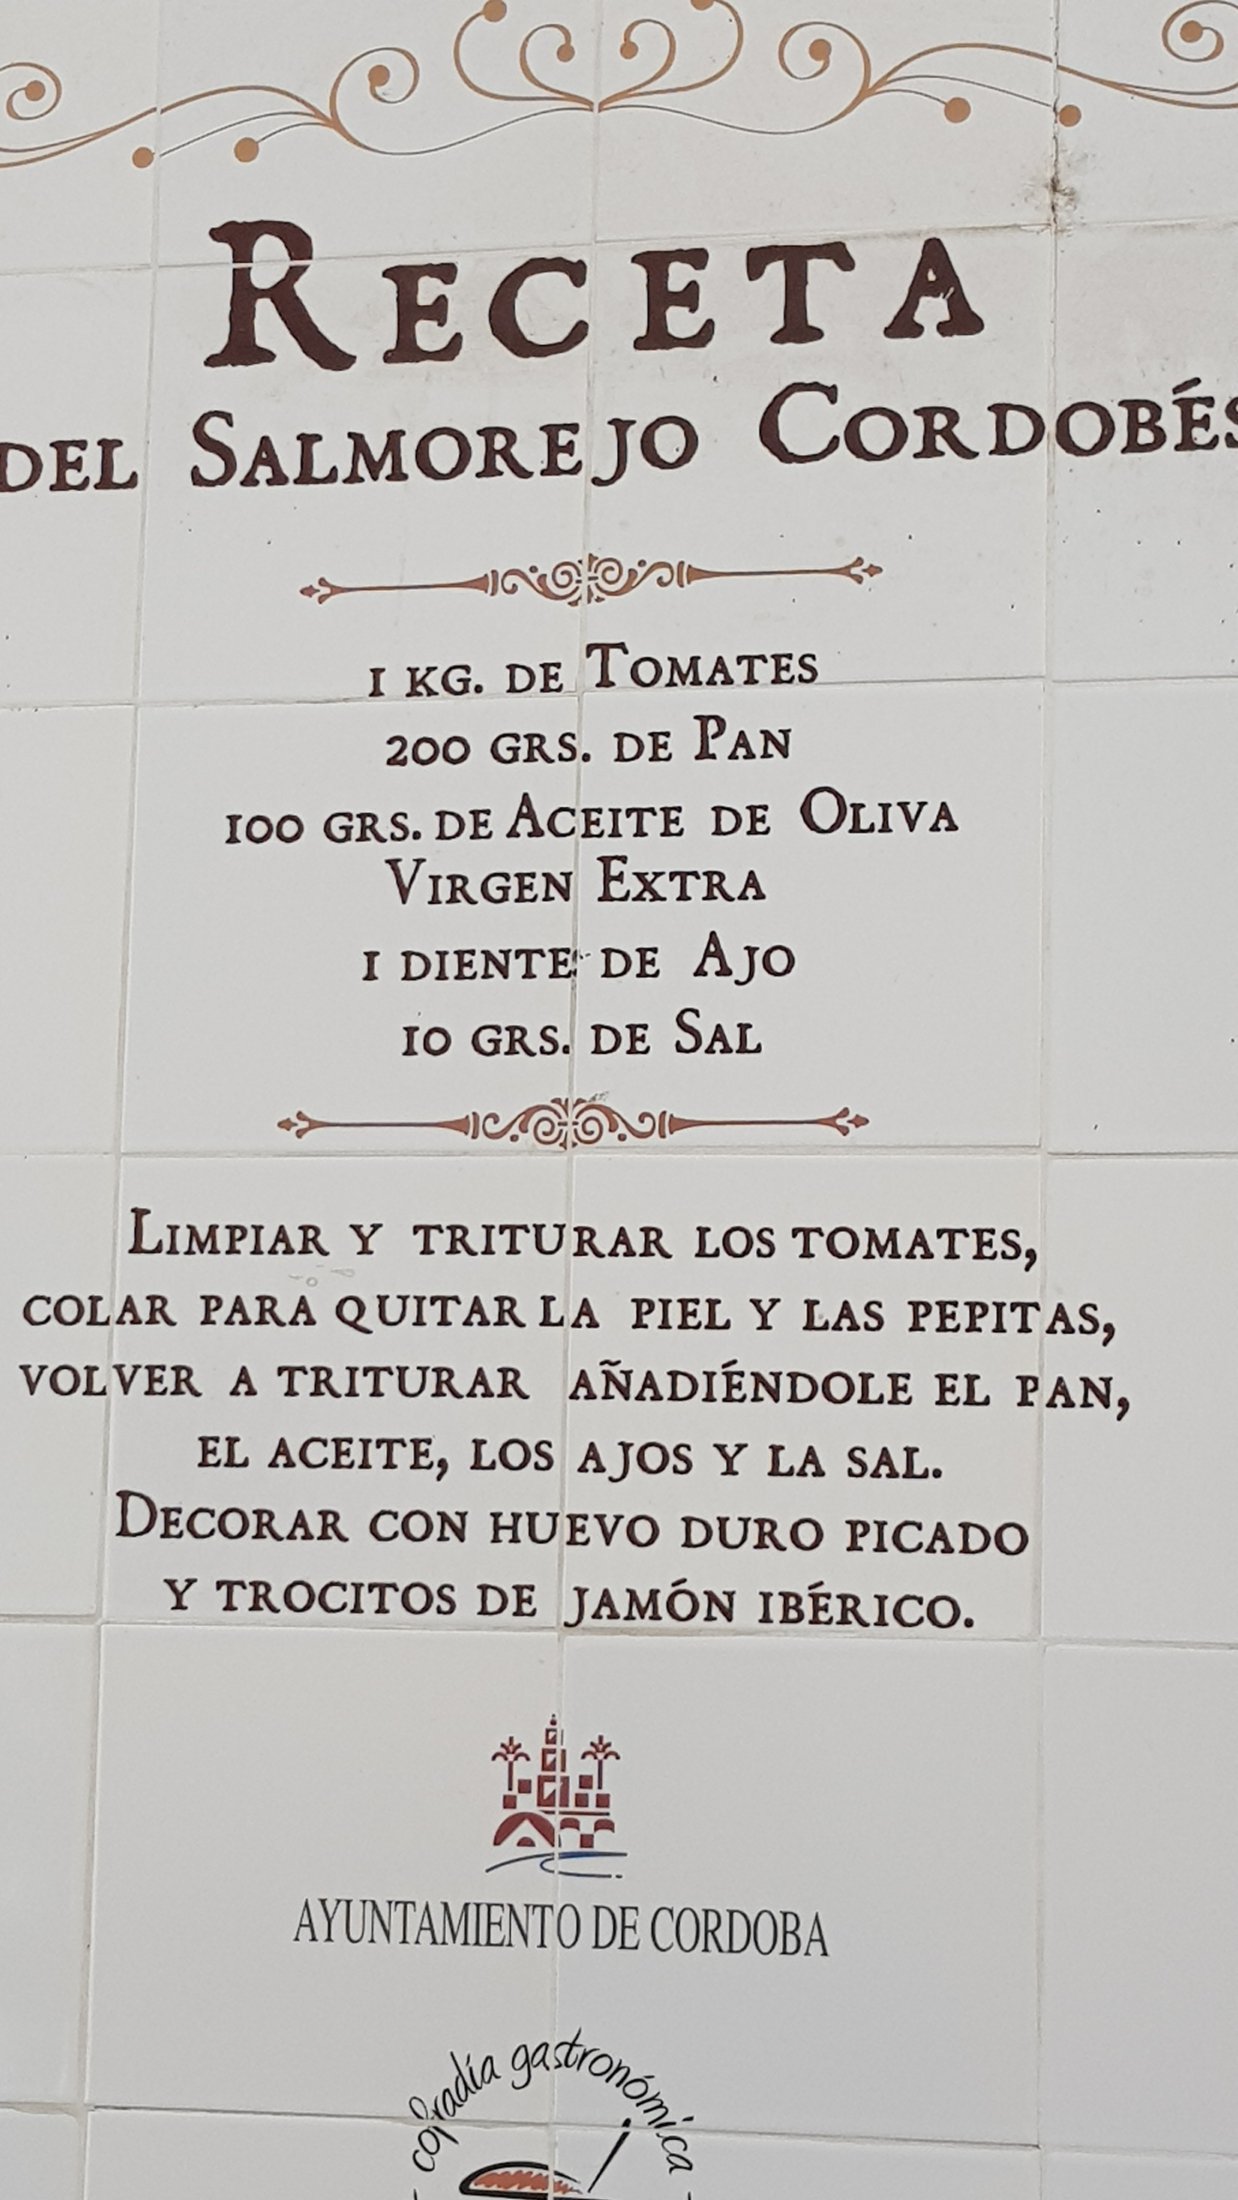 RECETA
DEL SALMOREJO CORDOBÉS
1 KG. DE TOMATES
200 GRS. DE PAN
100 GRS. DE ACEITE DE OLIVA
VIRGEN EXTRA
1 DIENTE DE AJO
10 GRS. DE SAL
LIMPIAR Y TRITURAR LOS TOMATES,
COLAR PARA QUITAR LA PIEL Y LAS PEPITAS,
VOLVER A TRITURAR AÑADIÉNDOLE EL PAN,
EL ACEITE, LOS AJOS Y LA SAL.
DECORAR CON HUEVO DURO PICADO
Y TROCITOS DE JAMÓN IBÉRICO.
AYUNTAMIENTO DE CORDOBA
cofradía gastronómica